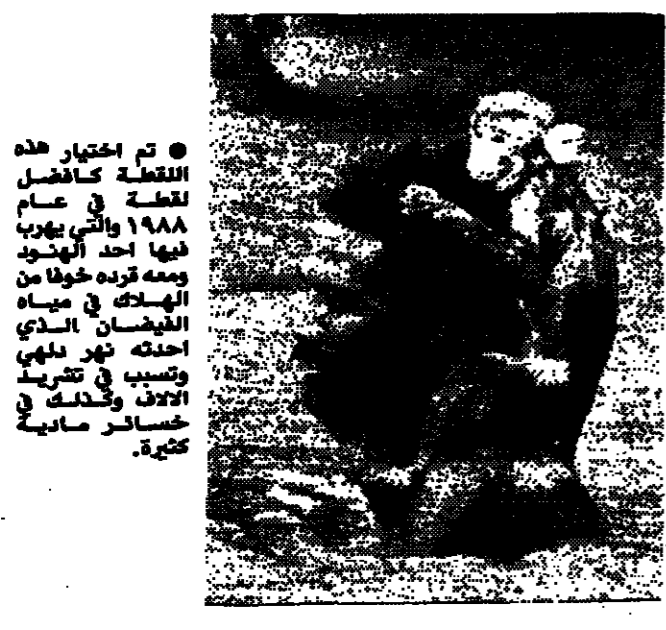 ● تم اختيار هذه
اللقطة كافضل
لقطة في عام
١٩٨٨ والتي يهرب
فيها احد الهنود
ومعه قرده خوفا من
الهلاك في مياه
الفيضان الذي
احدثه نهر دلهي
وتسبب في تشريد
الالاف وكذلك في
خسائر مادية
كثيرة.